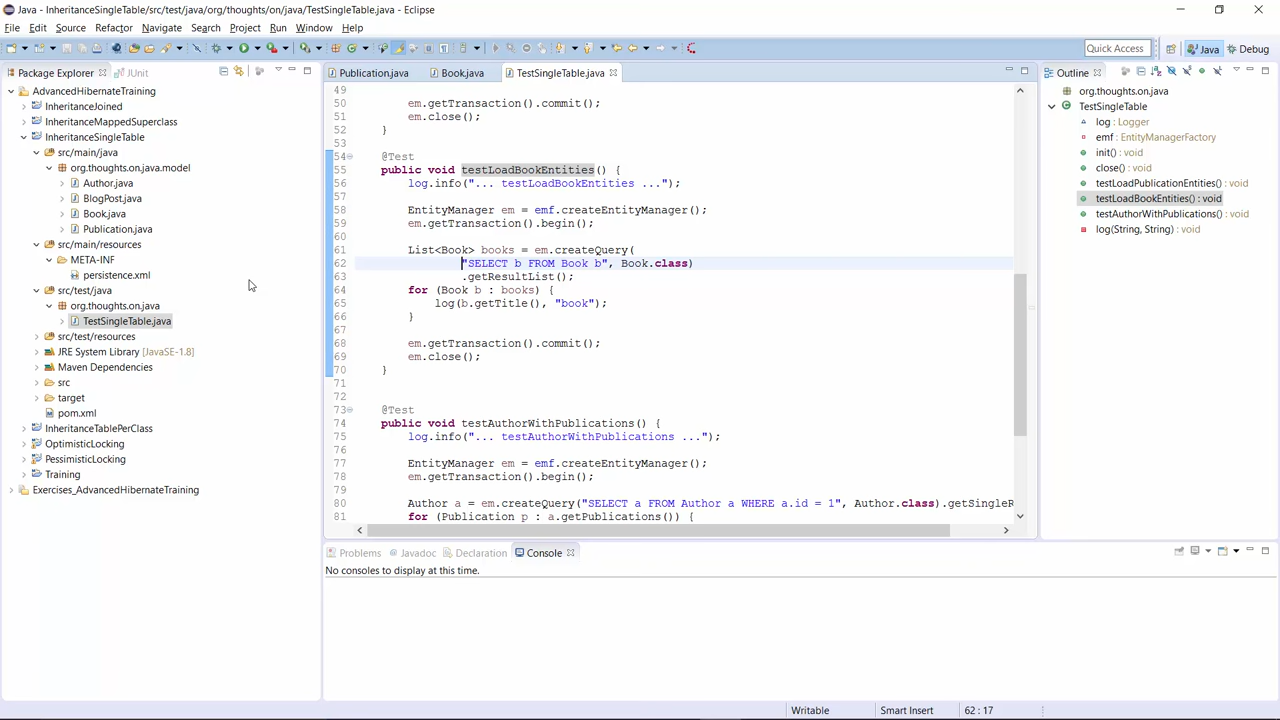 Java - InheritanceSingleTable/src/test/java/org/thoughts/on/java/TestSingleTable.java - Eclipse
File Edit Source Refactor Navigate Search Project Run Window Help
Quick Access Java Debug
Package Explorer JUnit
AdvancedHibernateTraining
InheritanceJoined
InheritanceMappedSuperclass
InheritanceSingleTable
src/main/java
org.thoughts.on.java.model
Author.java
BlogPost.java
Book.java
Publication.java
src/main/resources
META-INF
persistence.xml
src/test/java
org.thoughts.on.java
TestSingleTable.java
src/test/resources
JRE System Library [JavaSE-1.8]
Maven Dependencies
src
target
pom.xml
InheritanceTablePerClass
OptimisticLocking
PessimisticLocking
Training
Exercises_AdvancedHibernateTraining
Publication.java Book.java TestSingleTable.java
49
50 em.getTransaction().commit();
51 em.close();
52 }
53
54 @Test
55 public void testLoadBookEntities() {
56 log.info("... testLoadBookEntities ...");
57
58 EntityManager em = emf.createEntityManager();
59 em.getTransaction().begin();
60
61 List<Book> books = em.createQuery(
62 "SELECT b FROM Book b", Book.class)
63 .getResultList();
64 for (Book b : books) {
65 log(b.getTitle(), "book");
66 }
67
68 em.getTransaction().commit();
69 em.close();
70 }
71
72
73 @Test
74 public void testAuthorWithPublications() {
75 log.info("... testAuthorWithPublications ...");
76
77 EntityManager em = emf.createEntityManager();
78 em.getTransaction().begin();
79
80 Author a = em.createQuery("SELECT a FROM Author a WHERE a.id = 1", Author.class).getSingleR
81 for (Publication p : a.getPublications()) {
Outline
org.thoughts.on.java
TestSingleTable
log : Logger
emf : EntityManagerFactory
init() : void
close() : void
testLoadPublicationEntities() : void
testLoadBookEntities() : void
testAuthorWithPublications() : void
log(String, String) : void
Problems Javadoc Declaration Console
No consoles to display at this time.
Writable Smart Insert 62 : 17